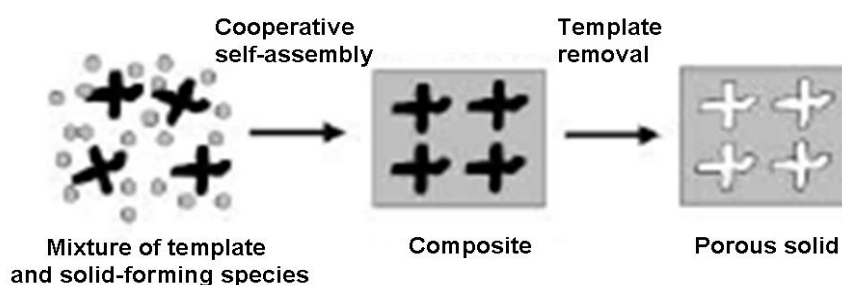 Cooperative
self-assembly
Template
removal
Mixture of template
and solid-forming species
Composite
Porous solid